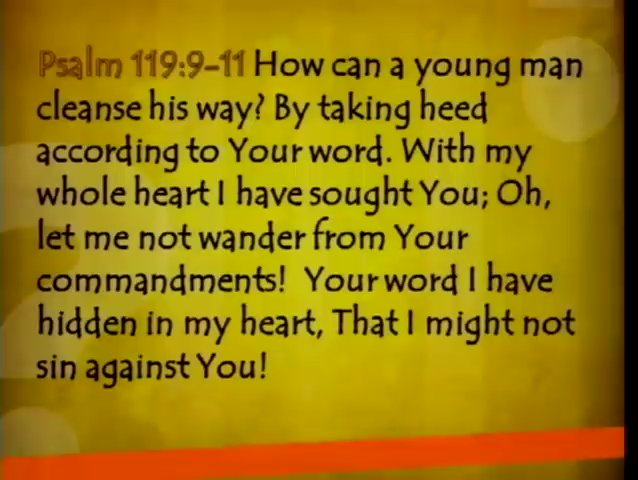 Psalm 119:9-11 How can a young man
cleanse his way? By taking heed
according to Your word. With my
whole heart I have sought You; Oh,
let me not wander from Your
commandments! Your word I have
hidden in my heart, That I might not
sin against You!